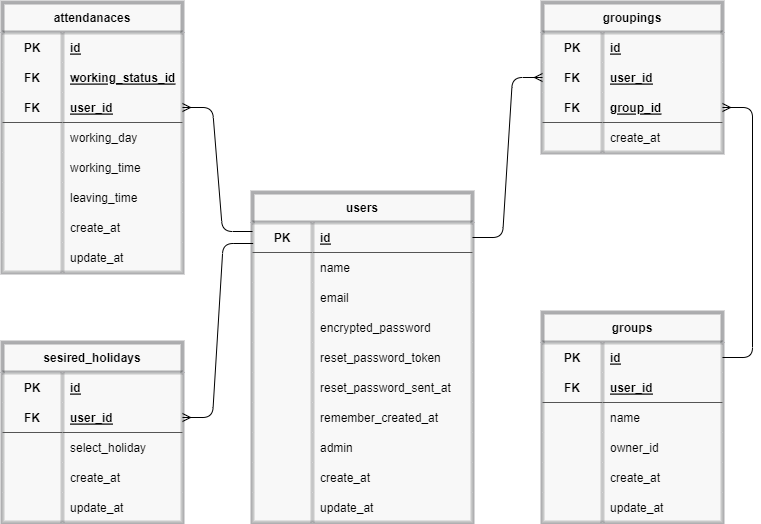 attendanaces
PK id
FK working_status_id
FK user_id
working_day
working_time
leaving_time
create_at
update_at
sesired_holidays
PK id
FK user_id
select_holiday
create_at
update_at
users
PK id
name
email
encrypted_password
reset_password_token
reset_password_sent_at
remember_created_at
admin
create_at
update_at
groupings
PK id
FK user_id
FK group_id
create_at
groups
PK id
FK user_id
name
owner_id
create_at
update_at